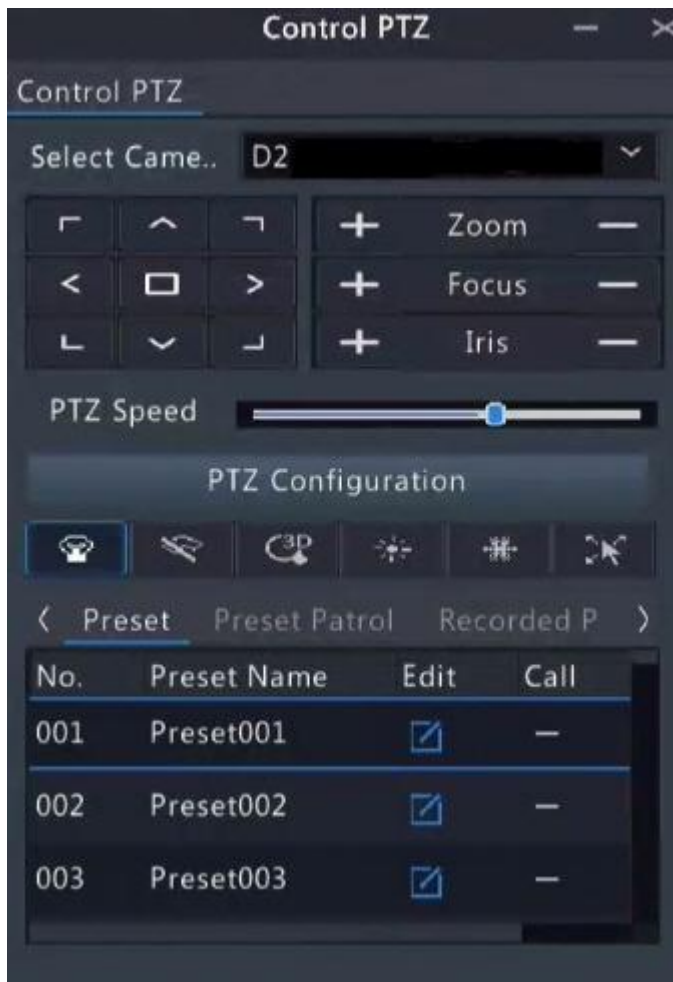 Control PTZ
Control PTZ
Select Came.. D2
Zoom
Focus
Iris
PTZ Speed
PTZ Configuration
3D
Preset Preset Patrol Recorded P
No. Preset Name Edit Call
001 Preset001
002 Preset002
003 Preset003